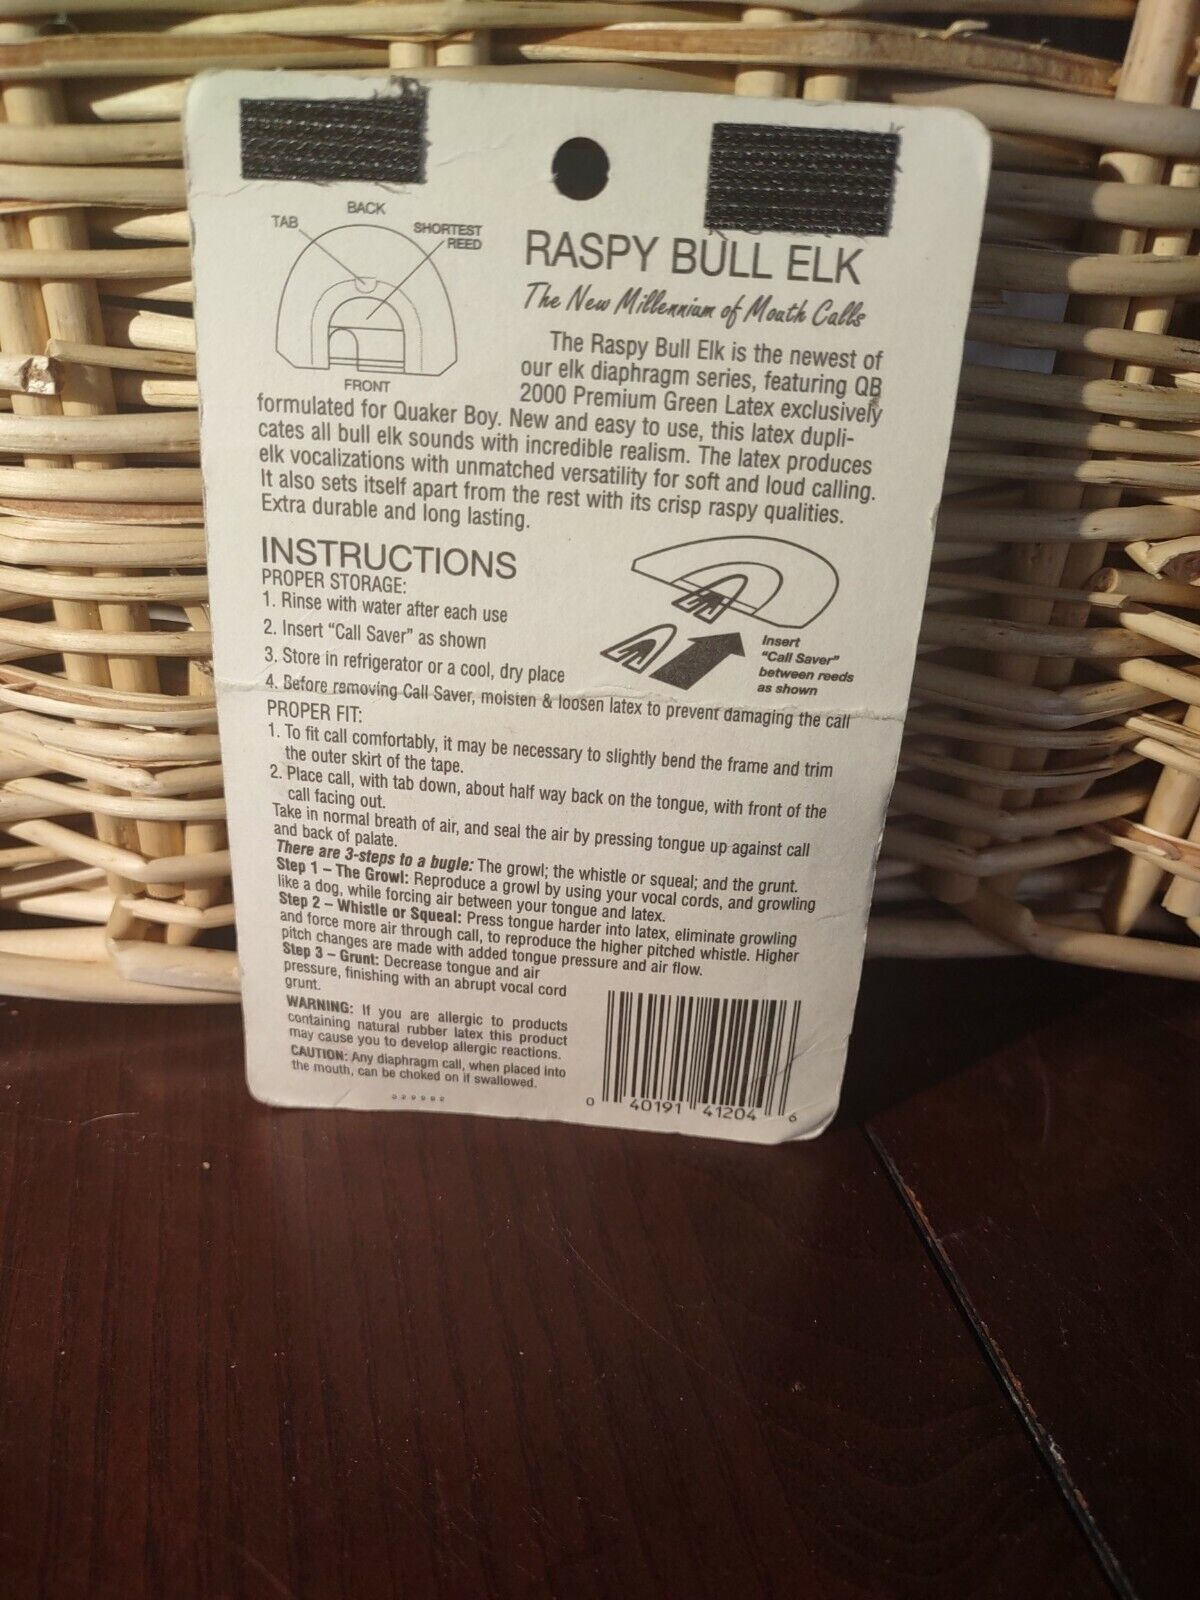 BACK
TAB
SHORTEST
REED
FRONT
RASPY BULL ELK
The New Millennium of Mouth Calls
The Raspy Bull Elk is the newest of
our elk diaphragm series, featuring QB
2000 Premium Green Latex exclusively
formulated for Quaker Boy. New and easy to use, this latex dupli-
cates all bull elk sounds with incredible realism. The latex produces
elk vocalizations with unmatched versatility for soft and loud calling.
It also sets itself apart from the rest with its crisp raspy qualities.
Extra durable and long lasting.
INSTRUCTIONS
PROPER STORAGE:
1. Rinse with water after each use
2. Insert "Call Saver" as shown
3. Store in refrigerator or a cool, dry place
4. Before removing Call Saver, moisten & loosen latex to prevent damaging the call
Insert
"Call Saver"
between reeds
as shown
PROPER FIT:
1. To fit call comfortably, it may be necessary to slightly bend the frame and trim
the outer skirt of the tape.
2. Place call, with tab down, about half way back on the tongue, with front of the
call facing out.
Take in normal breath of air, and seal the air by pressing tongue up against call
and back of palate.
There are 3-steps to a bugle: The growl; the whistle or squeal; and the grunt.
Step 1 – The Growl: Reproduce a growl by using your vocal cords, and growling
like a dog, while forcing air between your tongue and latex.
Step 2 – Whistle or Squeal: Press tongue harder into latex, eliminate growling
and force more air through call, to reproduce the higher pitched whistle. Higher
pitch changes are made with added tongue pressure and air flow.
Step 3 – Grunt: Decrease tongue and air
pressure, finishing with an abrupt vocal cord
grunt.
WARNING: If you are allergic to products
containing natural rubber latex this product
may cause you to develop allergic reactions.
CAUTION: Any diaphragm call, when placed into
the mouth, can be choked on if swallowed.
0 40191 41204 6